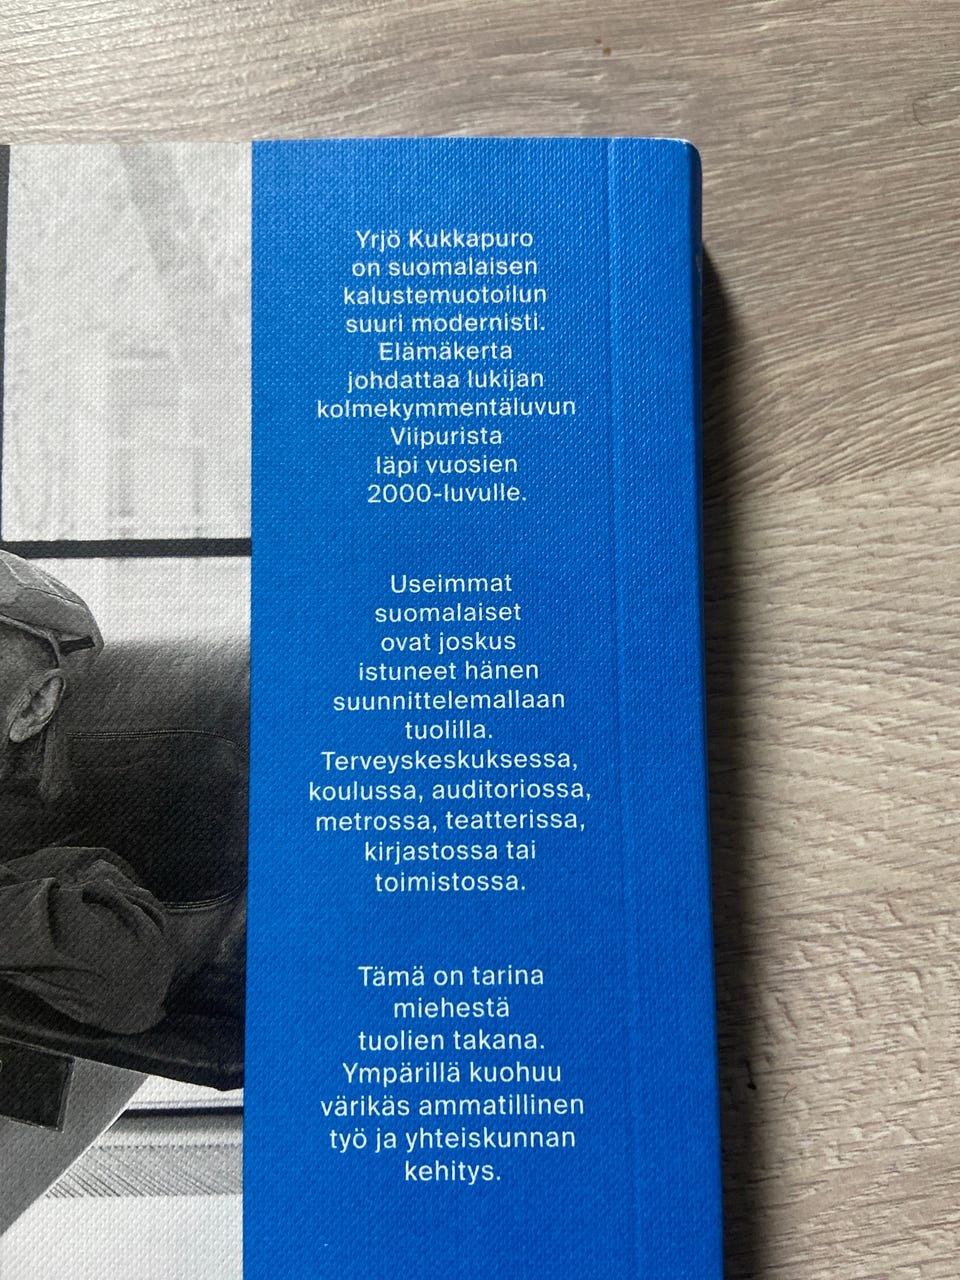 Yrjö Kukkapuro
on suomalaisen
kalustemuotoilun
suuri modernisti.
Elämäkerta
johdattaa lukijan
kolmekymmentäluvun
Viipurista
läpi vuosien
2000-luvulle.
Useimmat
suomalaiset
ovat joskus
istuneet hänen
suunnittelemallaan
tuolilla.
Terveyskeskuksessa,
koulussa, auditoriossa,
metrossa, teatterissa,
kirjastossa tai
toimistossa.
Tämä on tarina
miehestä
tuolien takana.
Ympärillä kuohuu
värikäs ammatillinen
työ ja yhteiskunnan
kehitys.